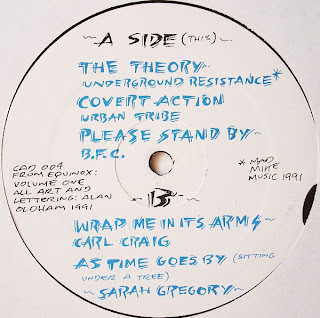 ~A SIDE (THIS)~
THE THEORY~
UNDERGROUND RESISTANCE*
COVERT ACTION
URBAN TRIBE
PLEASE STAND BY~
B.F.C.
CAD 009
FROM EQUINOX:
VOLUME ONE
ALL ART AND
LETTERING: ALAN
OLDHAM 1991
* MAD
MIKE
MUSIC 1991
~B~
WRAP ME IN ITS ARMS~
CARL CRAIG
AS TIME GOES BY (SITTING
UNDER A TREE)
~SARAH GREGORY~